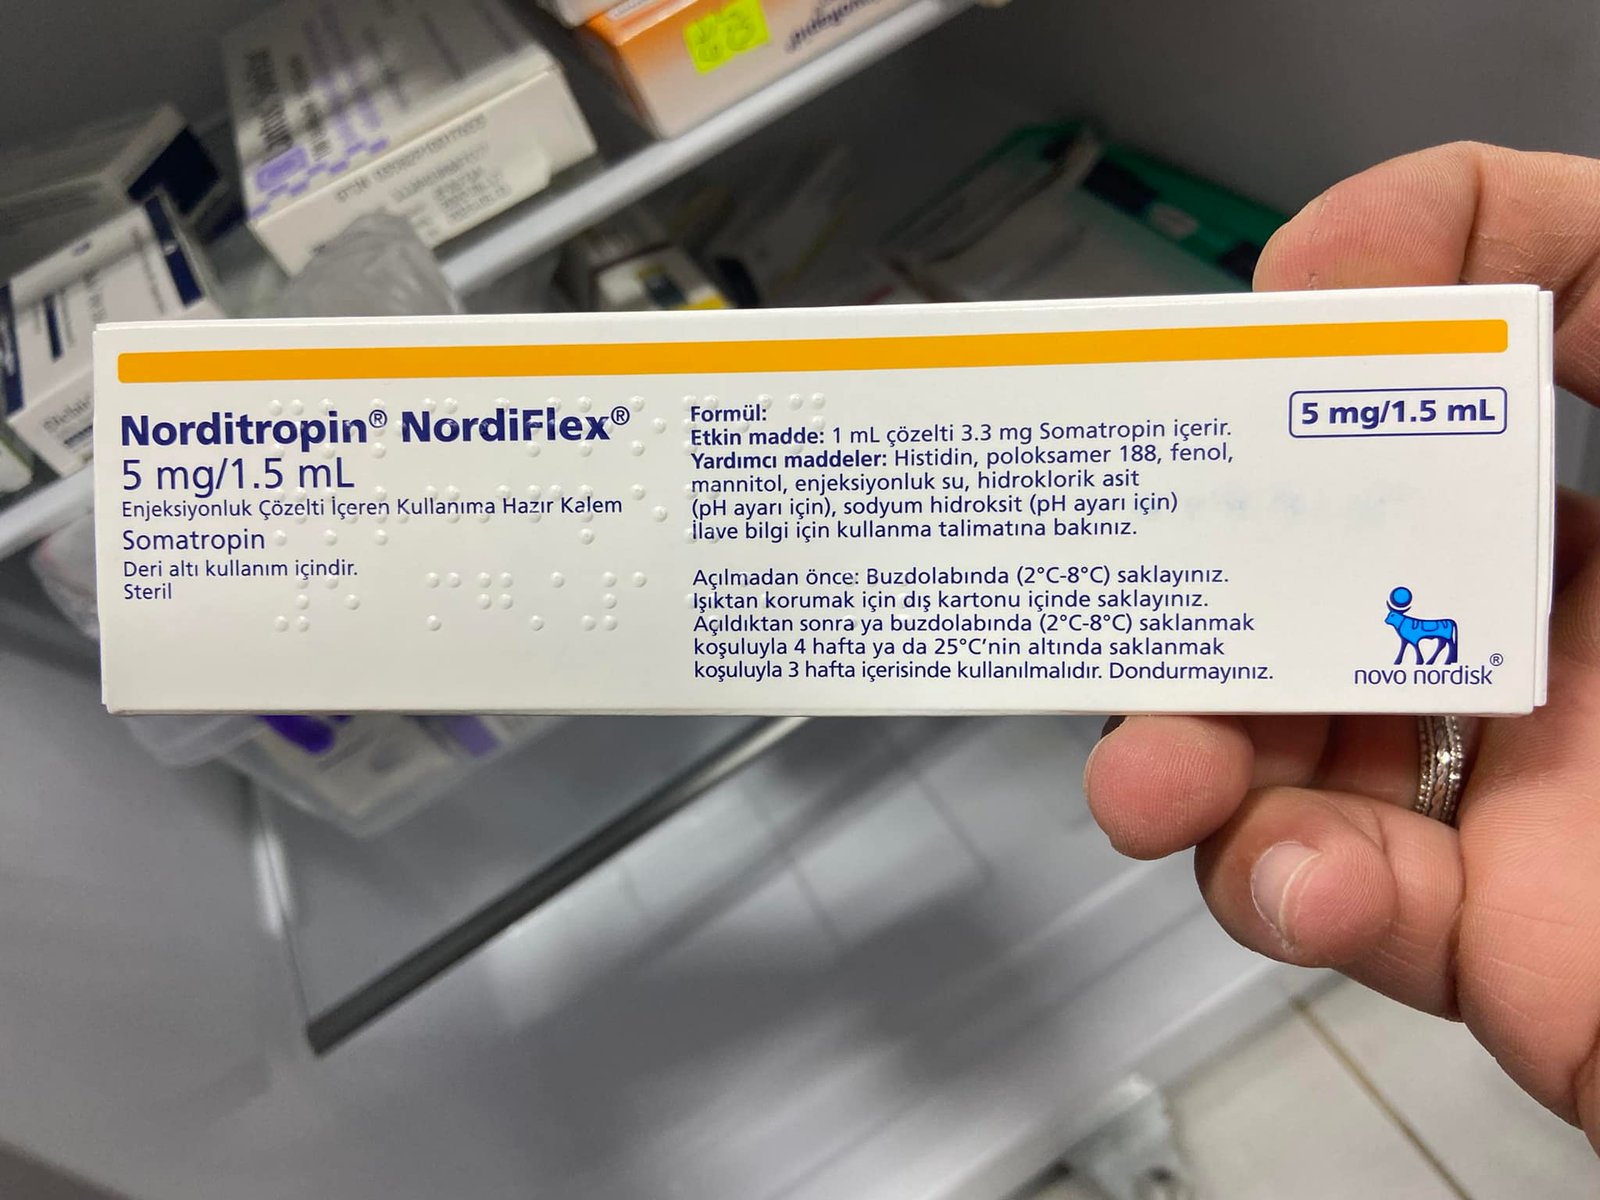 Norditropin® NordiFlex®
5 mg/1.5 mL
Enjeksiyonluk Çözelti İçeren Kullanıma Hazır Kalem
Somatropin
Deri altı kullanım içindir.
Steril
Formül:
Etkin madde: 1 mL çözelti 3.3 mg Somatropin içerir.
Yardımcı maddeler: Histidin, poloksamer 188, fenol,
mannitol, enjeksiyonluk su, hidroklorik asit
(pH ayarı için), sodyum hidroksit (pH ayarı için)
İlave bilgi için kullanma talimatına bakınız.
Açılmadan önce: Buzdolabında (2°C-8°C) saklayınız.
Işıktan korumak için dış kartonu içinde saklayınız.
Açıldıktan sonra ya buzdolabında (2°C-8°C) saklanmak
koşuluyla 4 hafta ya da 25°C'nin altında saklanmak
koşuluyla 3 hafta içerisinde kullanılmalıdır. Dondurmayınız.
5 mg/1.5 mL
novo nordisk®